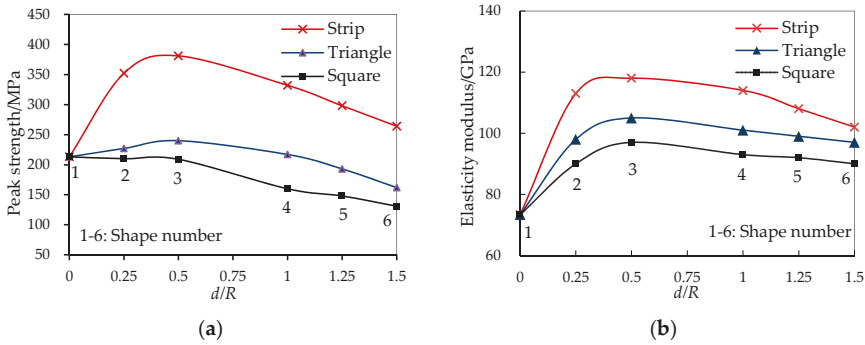 450
400
350
300
250
200
150
100
50
Peak strength/MPa
Strip
Triangle
Square
1
2
3
4
5
6
1-6: Shape number
0 0.25 0.5 0.75 1 1.25 1.5
d/R
(a)
140
120
100
80
60
Elasticity modulus/GPa
Strip
Triangle
Square
1
2
3
4
5
6
1-6: Shape number
0 0.25 0.5 0.75 1 1.25 1.5
d/R
(b)